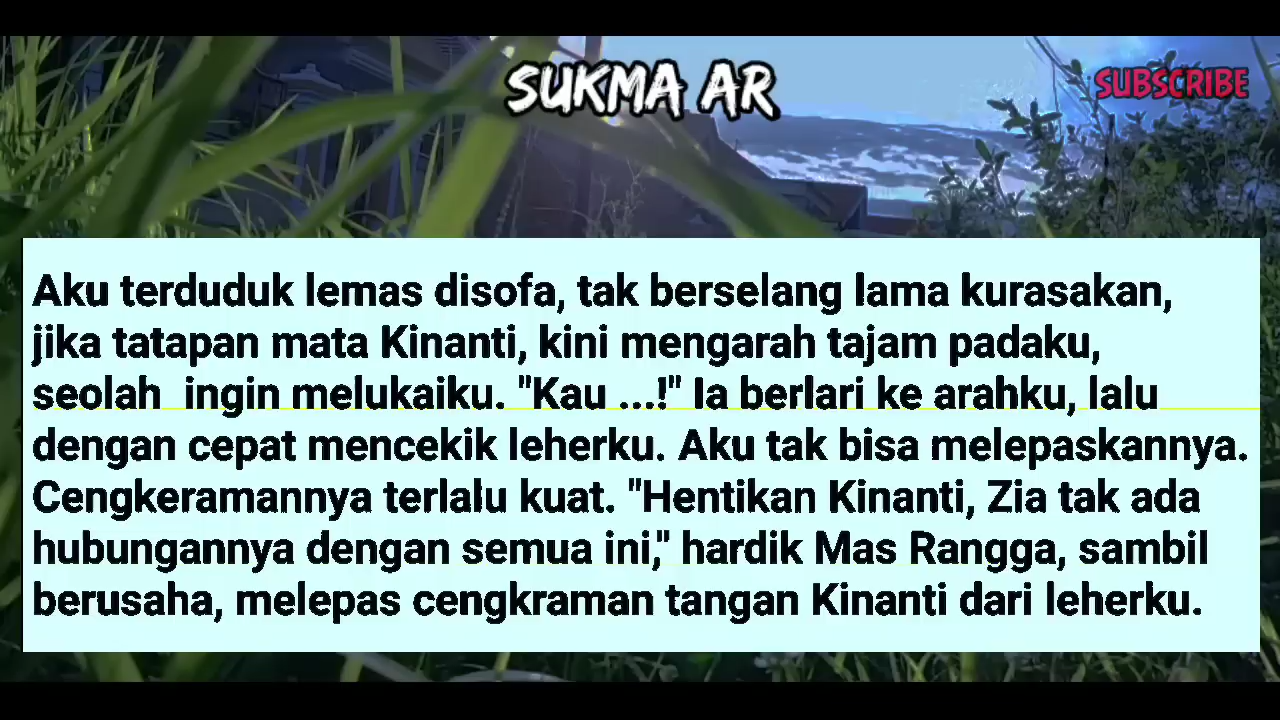 SUKMA AR
SUBSCRIBE
Aku terduduk lemas disofa, tak berselang lama kurasakan,
jika tatapan mata Kinanti, kini mengarah tajam padaku,
seolah  ingin melukaiku. "Kau ...!" Ia berlari ke arahku, lalu
dengan cepat mencekik leherku. Aku tak bisa melepaskannya.
Cengkeramannya terlalu kuat. "Hentikan Kinanti, Zia tak ada
hubungannya dengan semua ini," hardik Mas Rangga, sambil
berusaha, melepas cengkraman tangan Kinanti dari leherku.